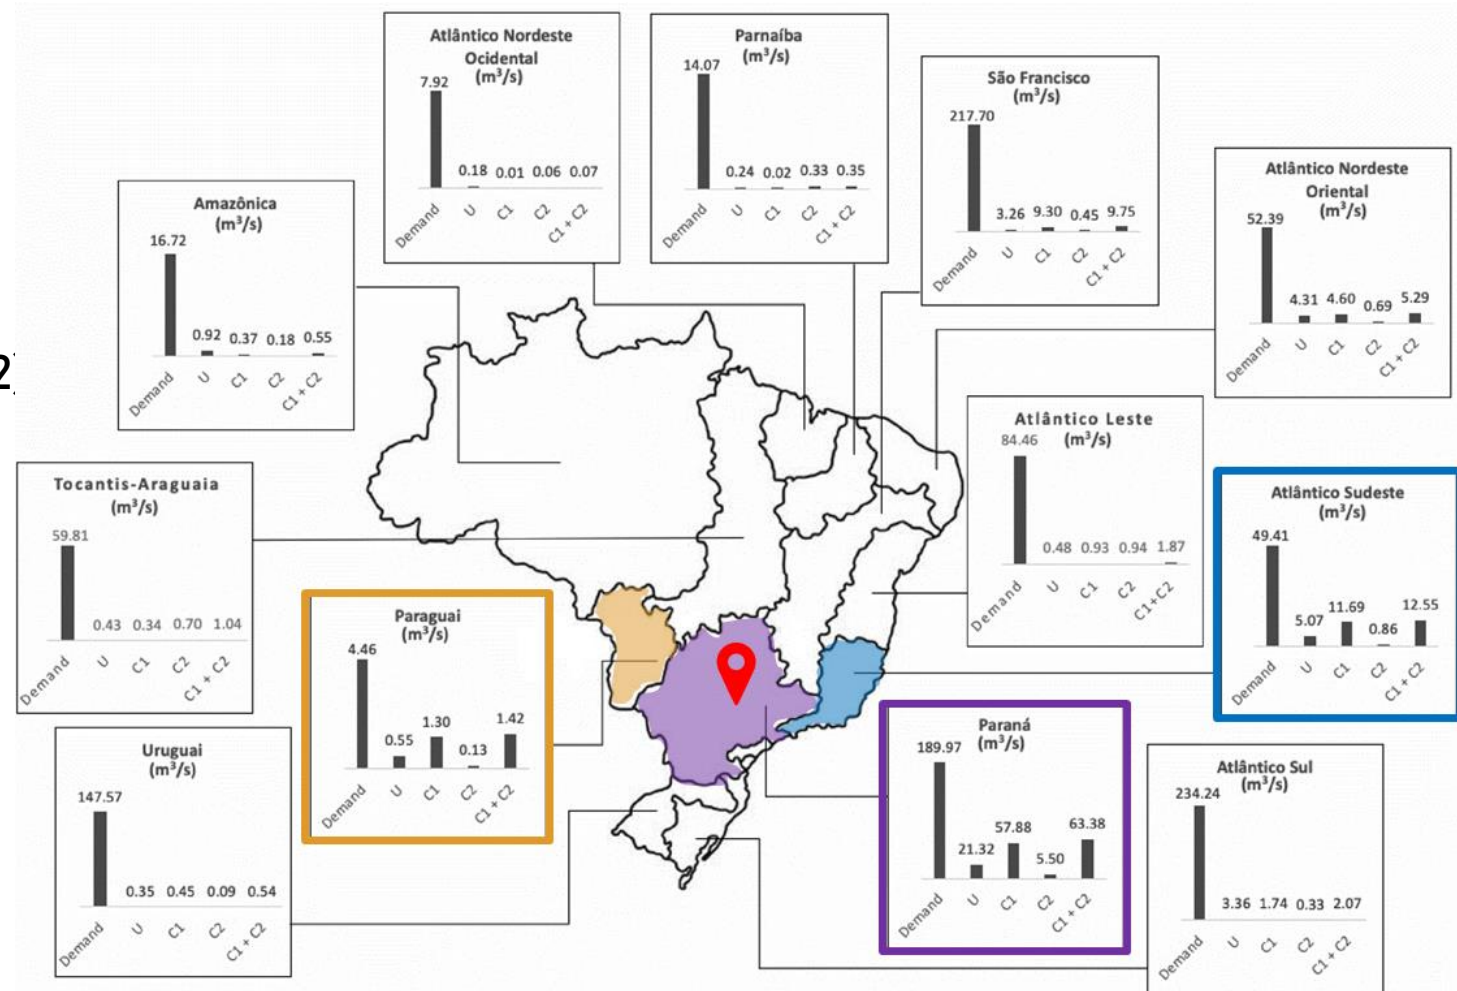 Atlântico Nordeste
Ocidental
(m³/s)
7.92
0.18 0.01 0.06 0.07
Demand U C1 C2 C1 + C2
Parnaíba
(m³/s)
14.07
0.24 0.02 0.33 0.35
Demand U C1 C2 C1 + C2
São Francisco
(m³/s)
217.70
3.26 9.30 0.45 9.75
Demand U C1 C2 C1 + C2
Atlântico Nordeste
Oriental
(m³/s)
52.39
4.31 4.60 0.69 5.29
Demand U C1 C2 C1 + C2
Amazônica
(m³/s)
16.72
0.92 0.37 0.18 0.55
Demand U C1 C2 C1 + C2
2
Atlântico Leste
(m³/s)
84.46
0.48 0.93 0.94 1.87
Demand U C1 C2 C1+C2
Tocantis-Araguaia
(m³/s)
59.81
0.43 0.34 0.70 1.04
Demand U C1 C2 C1 + C2
Atlântico Sudeste
(m³/s)
49.41
5.07 11.69 0.86 12.55
Demand U C1 C2 C1 + C2
Paraguai
(m³/s)
4.46
0.55 1.30 0.13 1.42
Demand U C1 C2 C1 + C2
Paraná
(m³/s)
189.97
21.32 57.88 5.50 63.38
Demand U C1 C2 C1 + C2
Uruguai
(m³/s)
147.57
0.35 0.45 0.09 0.54
Demand U C1 C2 C1 + C2
Atlântico Sul
(m³/s)
234.24
3.36 1.74 0.33 2.07
Demand U C1 C2 C1 + C2